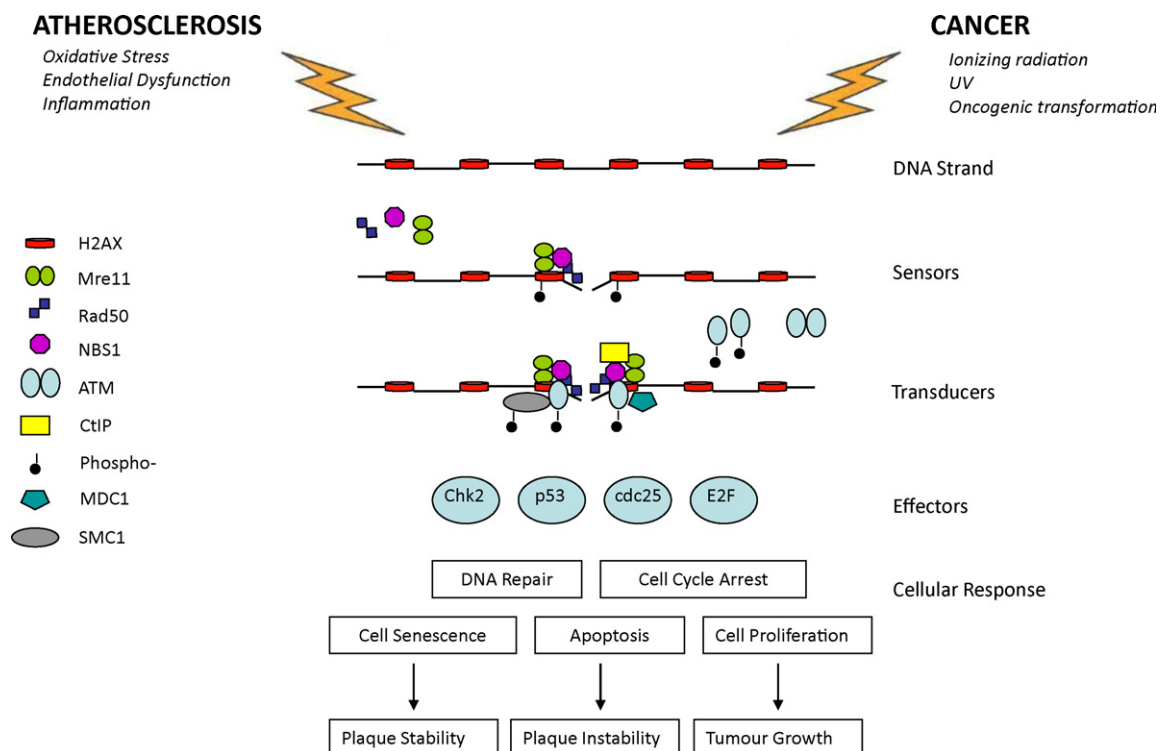 ATHEROSCLEROSIS
Oxidative Stress
Endothelial Dysfunction
Inflammation
CANCER
Ionizing radiation
UV
Oncogenic transformation
DNA Strand
H2AX
Mre11
Rad50
NBS1
ATM
CtIP
Phospho-
MDC1
SMC1
Sensors
Transducers
Chk2 p53 cdc25 E2F
Effectors
DNA Repair Cell Cycle Arrest
Cellular Response
Cell Senescence Apoptosis Cell Proliferation
Plaque Stability Plaque Instability Tumour Growth